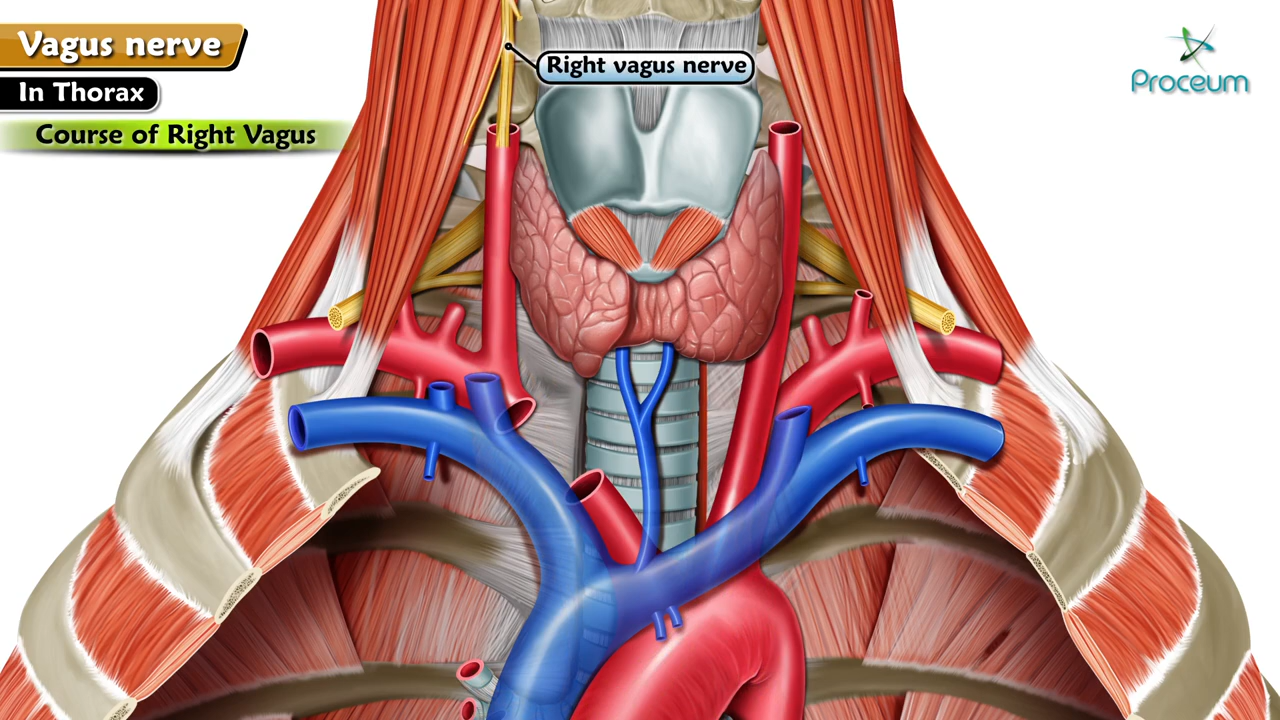 Vagus nerve
In Thorax
Course of Right Vagus
Right vagus nerve
Proceum